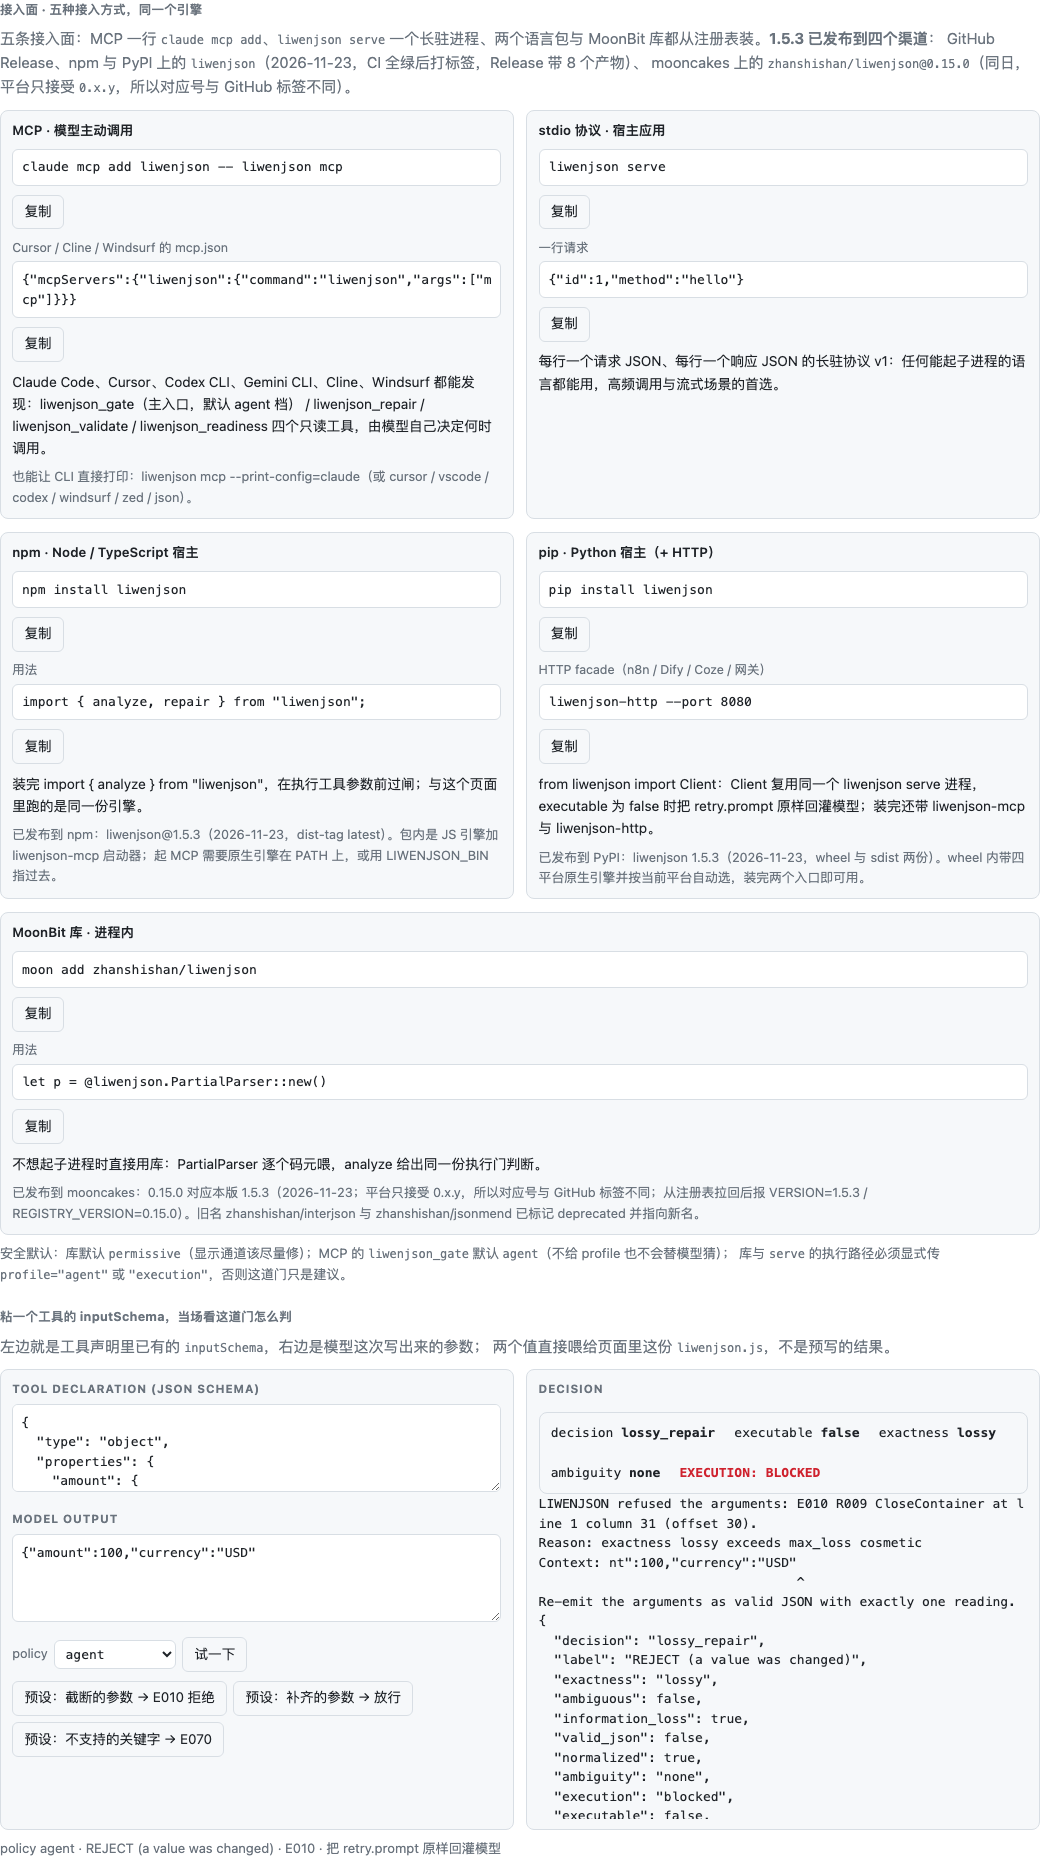 接入面 · 五种接入方式，同一个引擎
五条接入面：MCP 一行 claude mcp add、liwenjson serve 一个长驻进程、两个语言包与 MoonBit 库都从注册表装。1.5.3 已发布到四个渠道： GitHub
Release、npm 与 PyPI 上的 liwenjson（2026-11-23，CI 全绿后打标签，Release 带 8 个产物）、 mooncakes 上的 zhanshishan/liwenjson@0.15.0（同日，
平台只接受 0.x.y，所以对应号与 GitHub 标签不同）。
MCP · 模型主动调用
claude mcp add liwenjson -- liwenjson mcp
复制
Cursor / Cline / Windsurf 的 mcp.json
{"mcpServers":{"liwenjson":{"command":"liwenjson","args":["m
cp"]}}}
复制
Claude Code、Cursor、Codex CLI、Gemini CLI、Cline、Windsurf 都能发
现：liwenjson_gate（主入口，默认 agent 档） / liwenjson_repair /
liwenjson_validate / liwenjson_readiness 四个只读工具，由模型自己决定何时
调用。
也能让 CLI 直接打印：liwenjson mcp --print-config=claude（或 cursor / vscode /
codex / windsurf / zed / json）。
stdio 协议 · 宿主应用
liwenjson serve
复制
一行请求
{"id":1,"method":"hello"}
复制
每行一个请求 JSON、每行一个响应 JSON 的长驻协议 v1：任何能起子进程的语
言都能用，高频调用与流式场景的首选。
npm · Node / TypeScript 宿主
npm install liwenjson
复制
用法
import { analyze, repair } from "liwenjson";
复制
装完 import { analyze } from "liwenjson"，在执行工具参数前过闸；与这个页面
里跑的是同一份引擎。
已发布到 npm：liwenjson@1.5.3（2026-11-23，dist-tag latest）。包内是 JS 引擎加
liwenjson-mcp 启动器；起 MCP 需要原生引擎在 PATH 上，或用 LIWENJSON_BIN
指过去。
pip · Python 宿主（+ HTTP）
pip install liwenjson
复制
HTTP facade（n8n / Dify / Coze / 网关）
liwenjson-http --port 8080
复制
from liwenjson import Client：Client 复用同一个 liwenjson serve 进程，
executable 为 false 时把 retry.prompt 原样回灌模型；装完还带 liwenjson-mcp
与 liwenjson-http。
已发布到 PyPI：liwenjson 1.5.3（2026-11-23，wheel 与 sdist 两份）。wheel 内带四
平台原生引擎并按当前平台自动选，装完两个入口即可用。
MoonBit 库 · 进程内
moon add zhanshishan/liwenjson
复制
用法
let p = @liwenjson.PartialParser::new()
复制
不想起子进程时直接用库：PartialParser 逐个码元喂，analyze 给出同一份执行门判断。
已发布到 mooncakes：0.15.0 对应本版 1.5.3（2026-11-23；平台只接受 0.x.y，所以对应号与 GitHub 标签不同；从注册表拉回后报 VERSION=1.5.3 /
REGISTRY_VERSION=0.15.0）。旧名 zhanshishan/interjson 与 zhanshishan/jsonmend 已标记 deprecated 并指向新名。
安全默认：库默认 permissive（显示通道该尽量修）；MCP 的 liwenjson_gate 默认 agent（不给 profile 也不会替模型猜）； 库与 serve 的执行路径必须显式传
profile="agent" 或 "execution"，否则这道门只是建议。
粘一个工具的 inputSchema，当场看这道门怎么判
左边就是工具声明里已有的 inputSchema，右边是模型这次写出来的参数； 两个值直接喂给页面里这份 liwenjson.js，不是预写的结果。
TOOL DECLARATION (JSON SCHEMA)
{
"type": "object",
"properties": {
"amount": {
MODEL OUTPUT
{"amount":100,"currency":"USD"
policy agent 试一下
预设：截断的参数 → E010 拒绝 预设：补齐的参数 → 放行
预设：不支持的关键字 → E070
DECISION
decision lossy_repair executable false exactness lossy
ambiguity none EXECUTION: BLOCKED
LIWENJSON refused the arguments: E010 R009 CloseContainer at l
ine 1 column 31 (offset 30).
Reason: exactness lossy exceeds max_loss cosmetic
Context: nt":100,"currency":"USD"
^
Re-emit the arguments as valid JSON with exactly one reading.
{
"decision": "lossy_repair",
"label": "REJECT (a value was changed)",
"exactness": "lossy",
"ambiguous": false,
"information_loss": true,
"valid_json": false,
"normalized": true,
"ambiguity": "none",
"execution": "blocked",
"executable": false,
policy agent · REJECT (a value was changed) · E010 · 把 retry.prompt 原样回灌模型